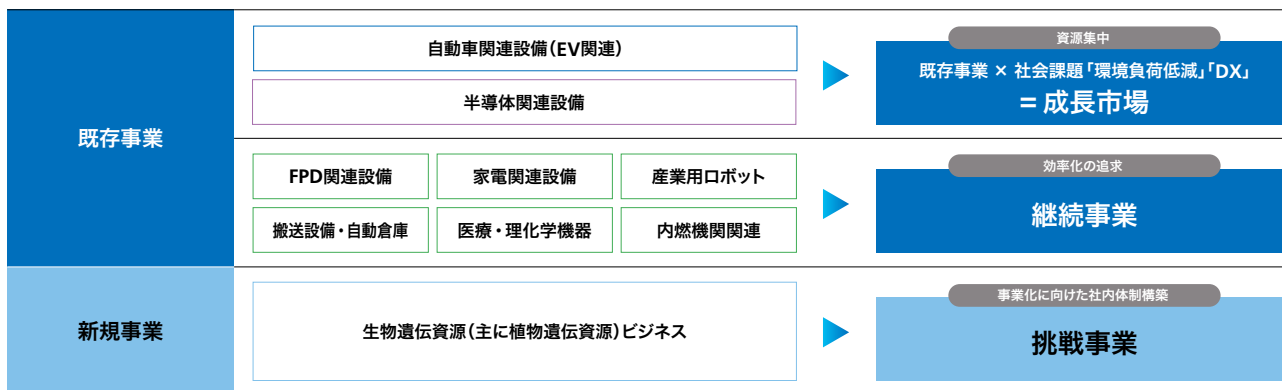 既存事業
自動車関連設備(EV関連)
半導体関連設備
資源集中
既存事業 × 社会課題「環境負荷低減」「DX」
＝成長市場
FPD関連設備
家電関連設備
産業用ロボット
搬送設備・自動倉庫
医療・理化学機器
内燃機関関連
効率化の追求
継続事業
新規事業
生物遺伝資源(主に植物遺伝資源)ビジネス
事業化に向けた社内体制構築
挑戦事業